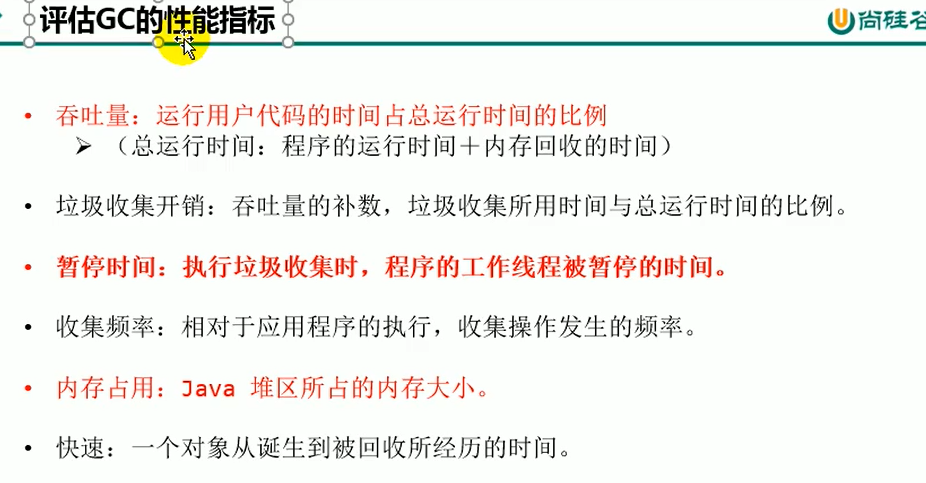 评估GC的性能指标
尚硅谷
• 吞吐量：运行用户代码的时间占总运行时间的比例
➢ （总运行时间：程序的运行时间＋内存回收的时间）
• 垃圾收集开销：吞吐量的补数，垃圾收集所用时间与总运行时间的比例。
• 暂停时间：执行垃圾收集时，程序的工作线程被暂停的时间。
• 收集频率：相对于应用程序的执行，收集操作发生的频率。
• 内存占用：Java 堆区所占的内存大小。
• 快速：一个对象从诞生到被回收所经历的时间。